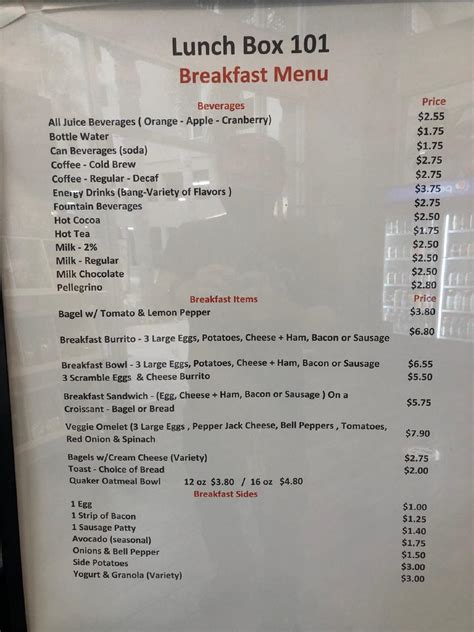 Lunch Box 101
Breakfast Menu
Beverages Price
All Juice Beverages ( Orange - Apple - Cranberry) $2.55
Bottle Water $1.75
Can Beverages (soda) $1.75
Coffee - Cold Brew $2.75
Coffee - Regular - Decaf $2.75
Energy Drinks (bang-Variety of Flavors ) $3.75
Fountain Beverages $2.75
Hot Cocoa $2.50
Hot Tea $1.75
Milk - 2% $2.50
Milk - Regular $2.50
Milk Chocolate $2.50
Pellegrino $2.80
Breakfast Items Price
Bagel w/ Tomato & Lemon Pepper $3.80
Breakfast Burrito - 3 Large Eggs, Potatoes, Cheese + Ham, Bacon or Sausage $6.80
Breakfast Bowl - 3 Large Eggs, Potatoes, Cheese + Ham, Bacon or Sausage $6.55
3 Scramble Eggs & Cheese Burrito $5.50
Breakfast Sandwich - (Egg, Cheese + Ham, Bacon or Sausage ) On a
Croissant - Bagel or Bread $5.75
Veggie Omelet (3 Large Eggs , Pepper Jack Cheese, Bell Peppers , Tomatoes,
Red Onion & Spinach $7.90
Bagels w/Cream Cheese (Variety) $2.75
Toast - Choice of Bread $2.00
Quaker Oatmeal Bowl 12 oz $3.80 / 16 oz $4.80
Breakfast Sides
1 Egg $1.00
1 Strip of Bacon $1.25
1 Sausage Patty $1.40
Avocado (seasonal) $1.75
Onions & Bell Pepper $1.50
Side Potatoes $3.00
Yogurt & Granola (Variety) $3.00